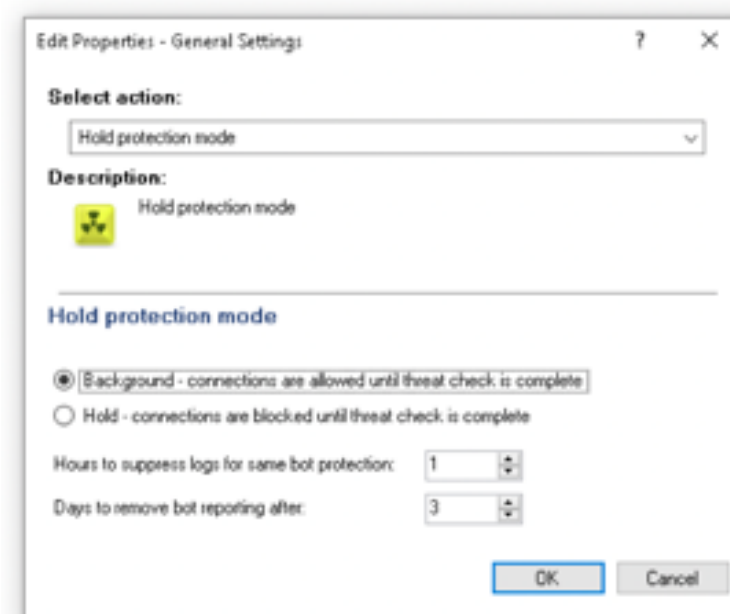 Edit Properties - General Settings
?
Select action:
Hold protection mode
Description:
Hold protection mode
Hold protection mode
Background - connections are allowed until threat check is complete
Hold - connections are blocked until threat check is complete
Hours to suppress logs for same bot protection: 1
Days to remove bot reporting after: 3
OK Cancel